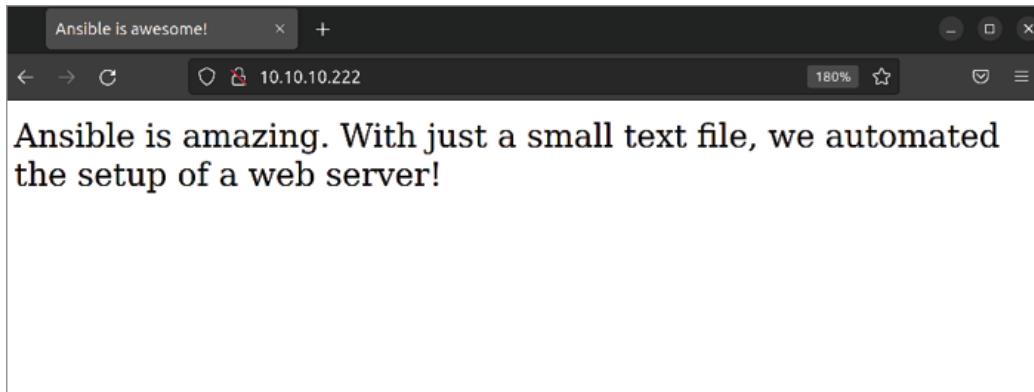 Ansible is awesome!
10.10.10.222
180%
Ansible is amazing. With just a small text file, we automated
the setup of a web server!